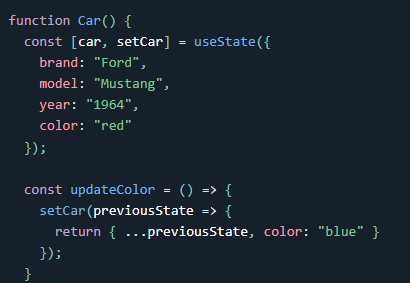 function Car() {
  const [car, setCar] = useState({
    brand: "Ford",
    model: "Mustang",
    year: "1964",
    color: "red"
  });

  const updateColor = () => {
    setCar(previousState => {
      return { ...previousState, color: "blue" }
    });
  }